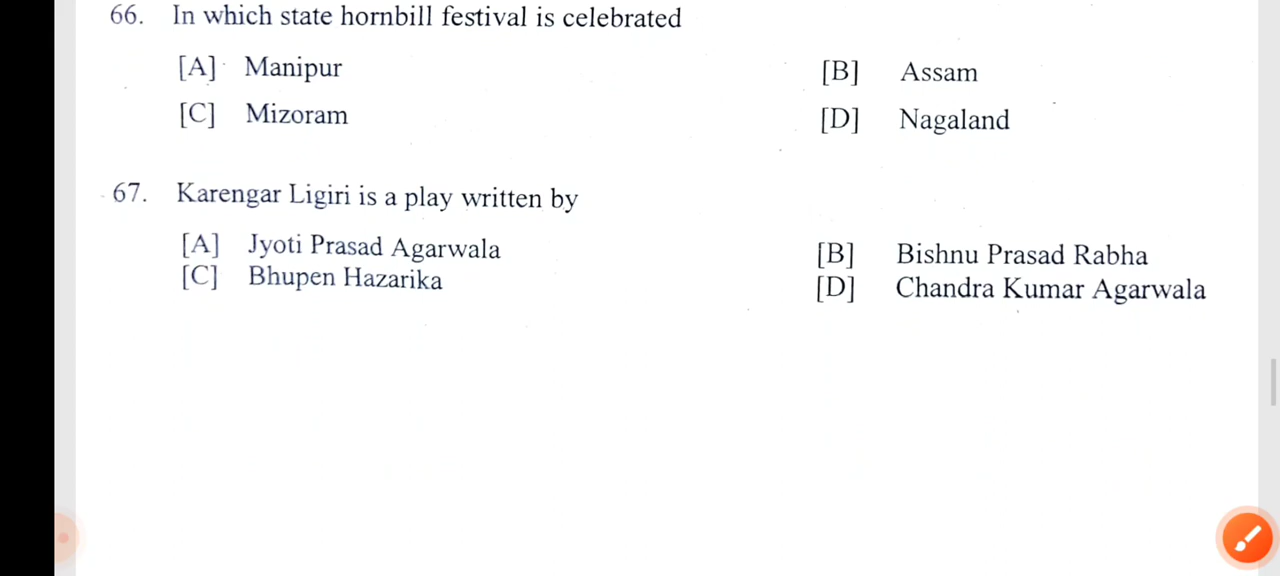 66. In which state hornbill festival is celebrated
[A] Manipur [B] Assam
[C] Mizoram [D] Nagaland
67. Karengar Ligiri is a play written by
[A] Jyoti Prasad Agarwala [B] Bishnu Prasad Rabha
[C] Bhupen Hazarika [D] Chandra Kumar Agarwala